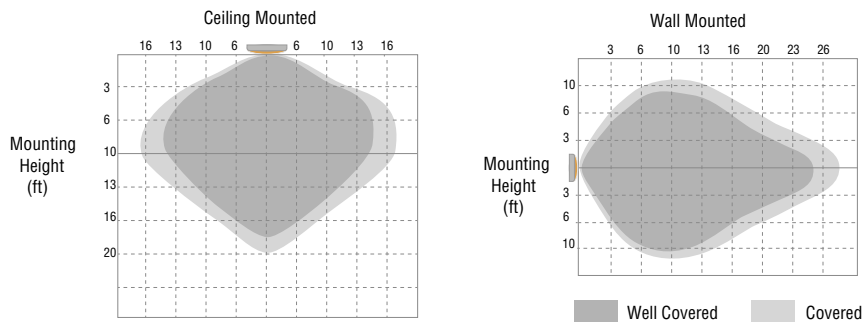 Ceiling Mounted
16 13 10 6 6 10 13 16
3
6
10
13
16
20
Mounting
Height
(ft)
Wall Mounted
3 6 10 13 16 20 23 26
10
6
3
3
6
10
Mounting
Height
(ft)
Well Covered
Covered